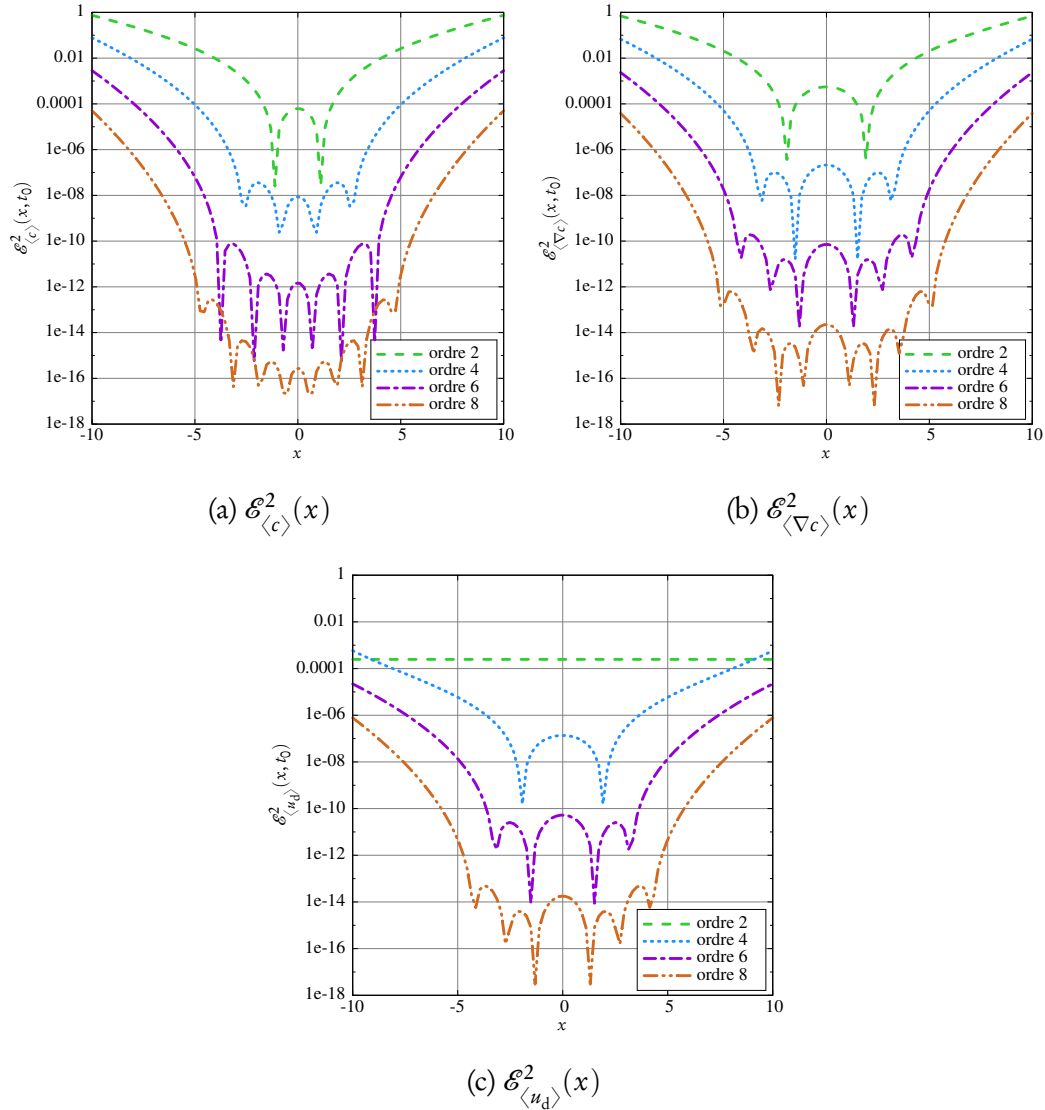 1
0.01
0.0001
1e-06
1e-08
1e-10
1e-12
1e-14
1e-16
1e-18
-10
-5
0
5
10
x
ℰ²⟨c⟩(x, t₀)
ordre 2
ordre 4
ordre 6
ordre 8
(a) ℰ²⟨c⟩(x)
1
0.01
0.0001
1e-06
1e-08
1e-10
1e-12
1e-14
1e-16
1e-18
-10
-5
0
5
10
x
ℰ²⟨∇c⟩(x, t₀)
ordre 2
ordre 4
ordre 6
ordre 8
(b) ℰ²⟨∇c⟩(x)
1
0.01
0.0001
1e-06
1e-08
1e-10
1e-12
1e-14
1e-16
1e-18
-10
-5
0
5
10
x
ℰ²⟨u_d⟩(x, t₀)
ordre 2
ordre 4
ordre 6
ordre 8
(c) ℰ²⟨u_d⟩(x)